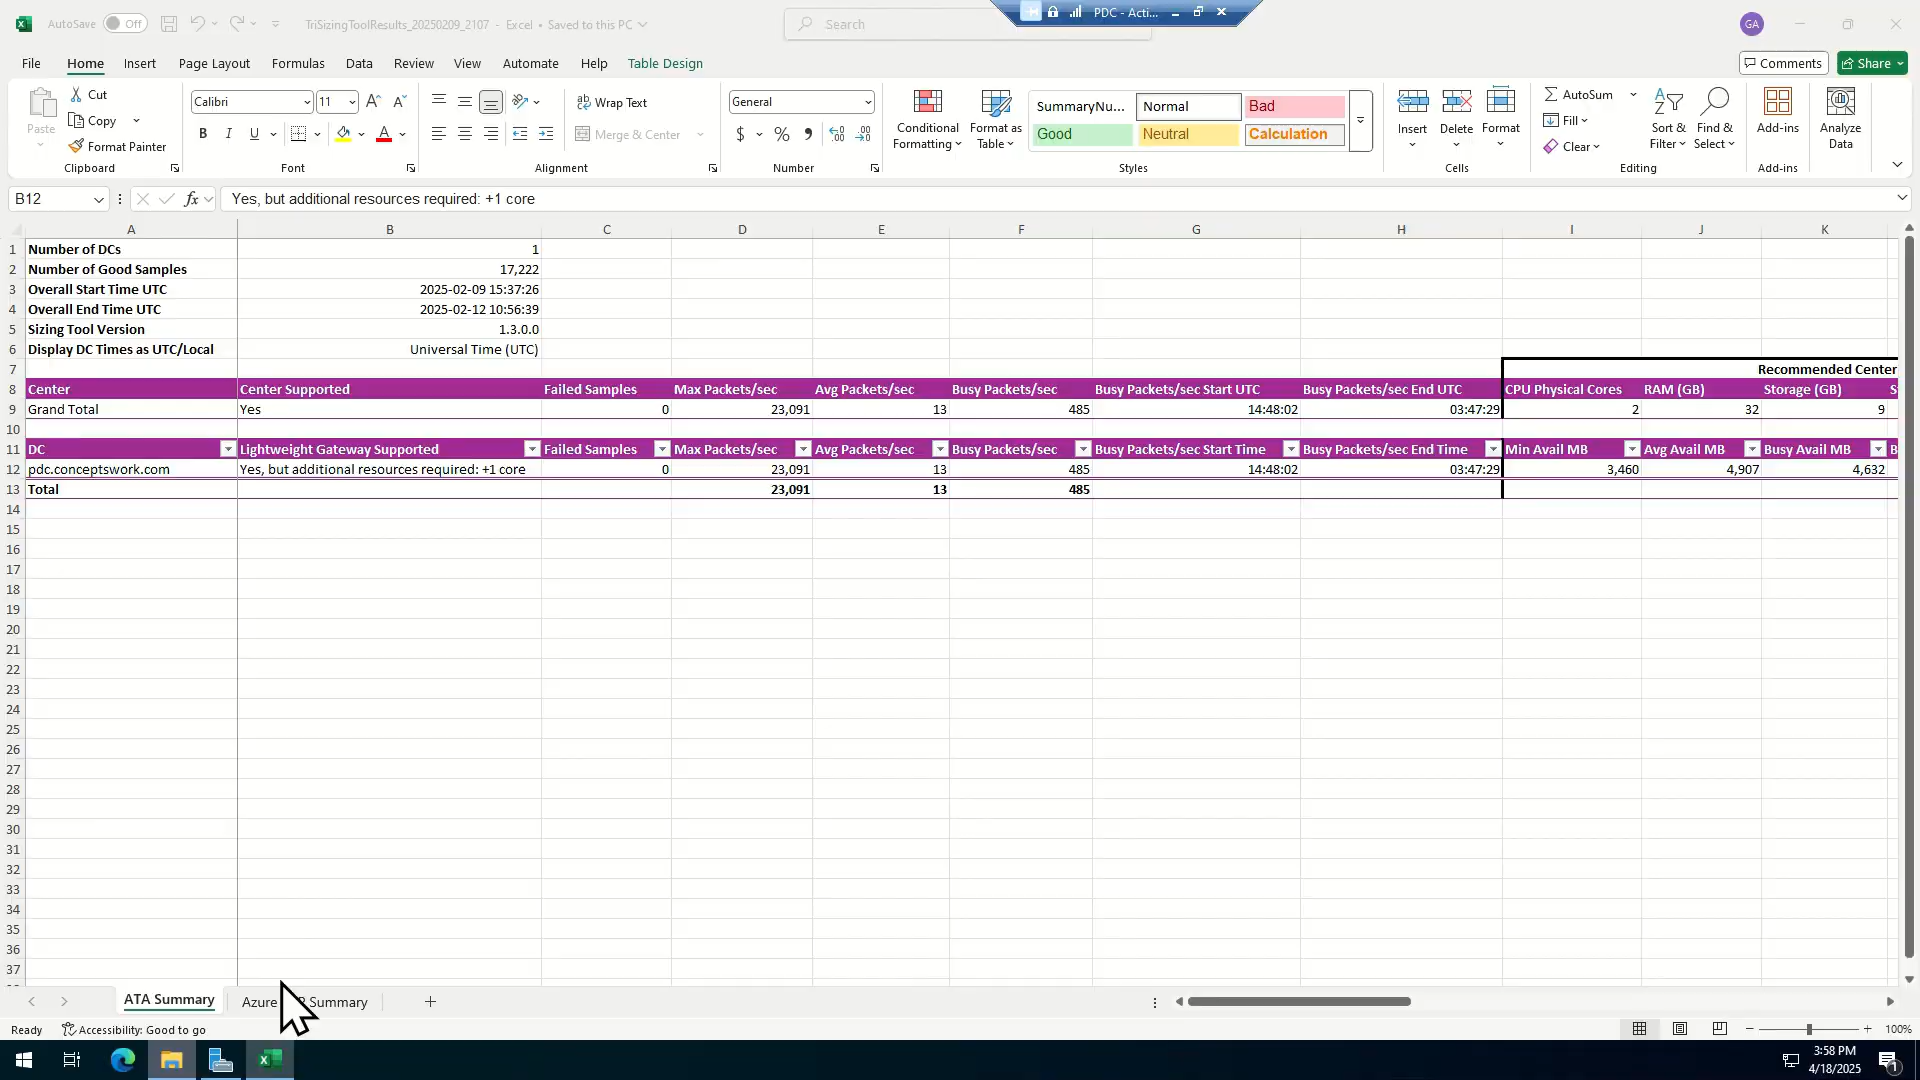 AutoSave Off TriSizingToolResults_20250209_2107 - Excel • Saved to this PC Search PDC - Acti... GA
File Home Insert Page Layout Formulas Data Review View Automate Help Table Design Comments Share
Paste Cut Copy Format Painter Clipboard
Calibri 11 B I U A Font
Wrap Text Merge & Center Alignment
General $ % Number
Conditional Formatting Format as Table
SummaryNu... Normal Bad
Good Neutral Calculation
Styles
Insert Delete Format Cells
AutoSum Fill Clear Sort & Filter Find & Select Editing
Add-ins Add-ins
Analyze Data
B12 fx Yes, but additional resources required: +1 core
A B C D E F G H I J K
1 Number of DCs 1
2 Number of Good Samples 17,222
3 Overall Start Time UTC 2025-02-09 15:37:26
4 Overall End Time UTC 2025-02-12 10:56:39
5 Sizing Tool Version 1.3.0.0
6 Display DC Times as UTC/Local Universal Time (UTC)
7 Recommended Center
8 Center Center Supported Failed Samples Max Packets/sec Avg Packets/sec Busy Packets/sec Busy Packets/sec Start UTC Busy Packets/sec End UTC CPU Physical Cores RAM (GB) Storage (GB) S
9 Grand Total Yes 0 23,091 13 485 14:48:02 03:47:29 2 32 9
10
11 DC Lightweight Gateway Supported Failed Samples Max Packets/sec Avg Packets/sec Busy Packets/sec Busy Packets/sec Start Time Busy Packets/sec End Time Min Avail MB Avg Avail MB Busy Avail MB B
12 pdc.conceptswork.com Yes, but additional resources required: +1 core 0 23,091 13 485 14:48:02 03:47:29 3,460 4,907 4,632
13 Total 23,091 13 485
14
15
16
17
18
19
20
21
22
23
24
25
26
27
28
29
30
31
32
33
34
35
36
37
ATA Summary Azure Summary
Ready Accessibility: Good to go 100%
3:58 PM
4/18/2025
1